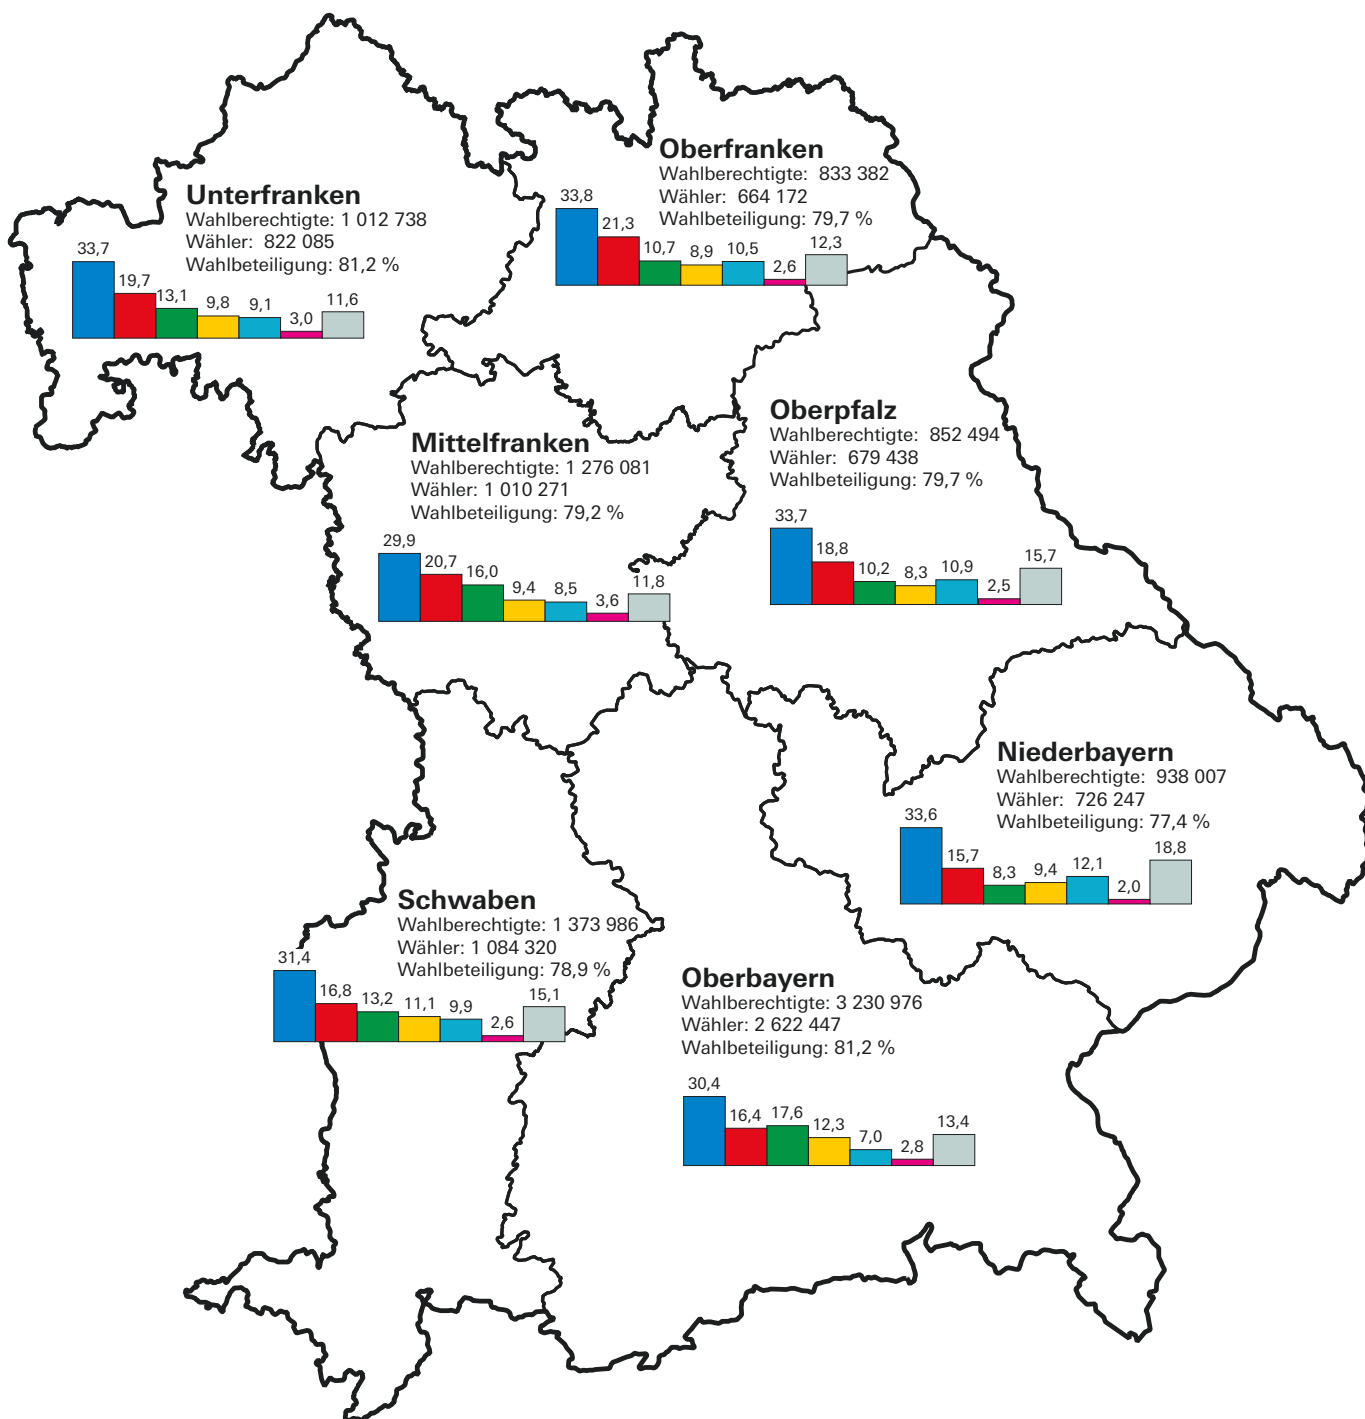 Oberfranken
Wahlberechtigte: 833 382
Wähler: 664 172
Wahlbeteiligung: 79,7 %
33,8
21,3
10,7
8,9
10,5
2,6
12,3
Unterfranken
Wahlberechtigte: 1 012 738
Wähler: 822 085
Wahlbeteiligung: 81,2 %
33,7
19,7
13,1
9,8
9,1
3,0
11,6
Oberpfalz
Wahlberechtigte: 852 494
Wähler: 679 438
Wahlbeteiligung: 79,7 %
33,7
18,8
10,2
8,3
10,9
2,5
15,7
Mittelfranken
Wahlberechtigte: 1 276 081
Wähler: 1 010 271
Wahlbeteiligung: 79,2 %
29,9
20,7
16,0
9,4
8,5
3,6
11,8
Niederbayern
Wahlberechtigte: 938 007
Wähler: 726 247
Wahlbeteiligung: 77,4 %
33,6
15,7
8,3
9,4
12,1
2,0
18,8
Schwaben
Wahlberechtigte: 1 373 986
Wähler: 1 084 320
Wahlbeteiligung: 78,9 %
31,4
16,8
13,2
11,1
9,9
2,6
15,1
Oberbayern
Wahlberechtigte: 3 230 976
Wähler: 2 622 447
Wahlbeteiligung: 81,2 %
30,4
16,4
17,6
12,3
7,0
2,8
13,4